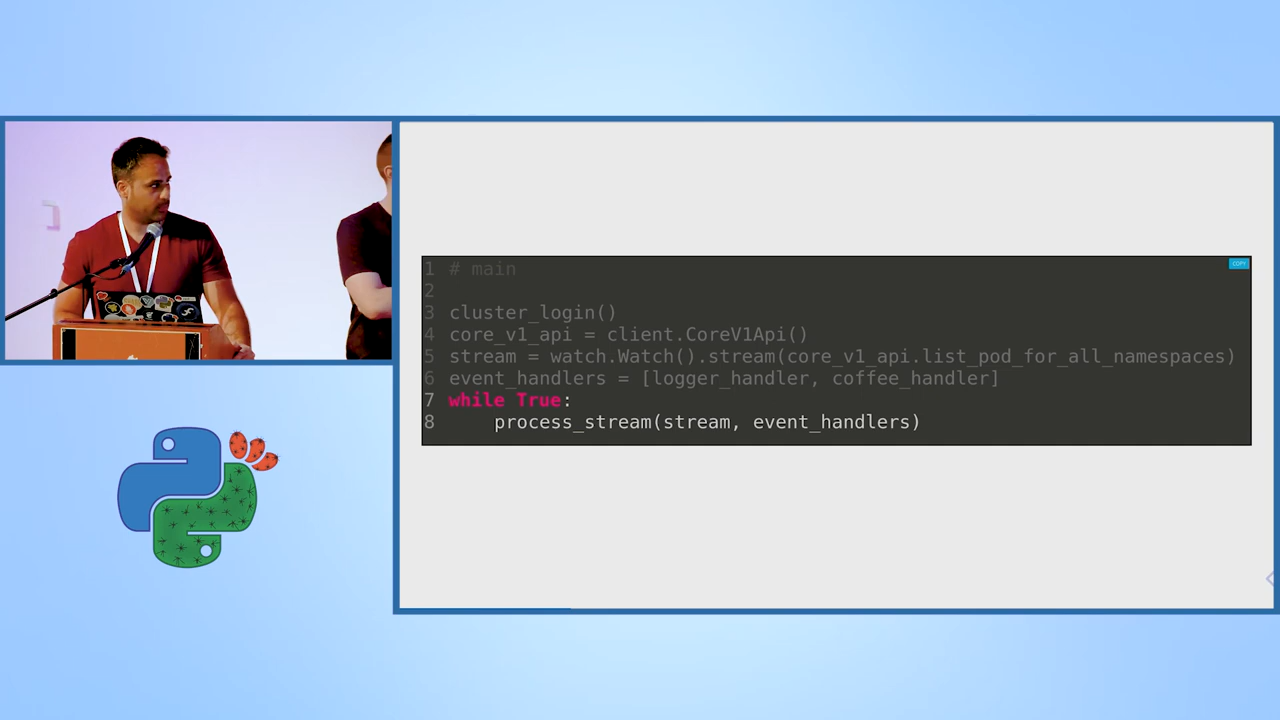 1 # main
2
3 cluster_login()
4 core_v1_api = client.CoreV1Api()
5 stream = watch.Watch().stream(core_v1_api.list_pod_for_all_namespaces)
6 event_handlers = [logger_handler, coffee_handler]
7 while True:
8     process_stream(stream, event_handlers)
COPY